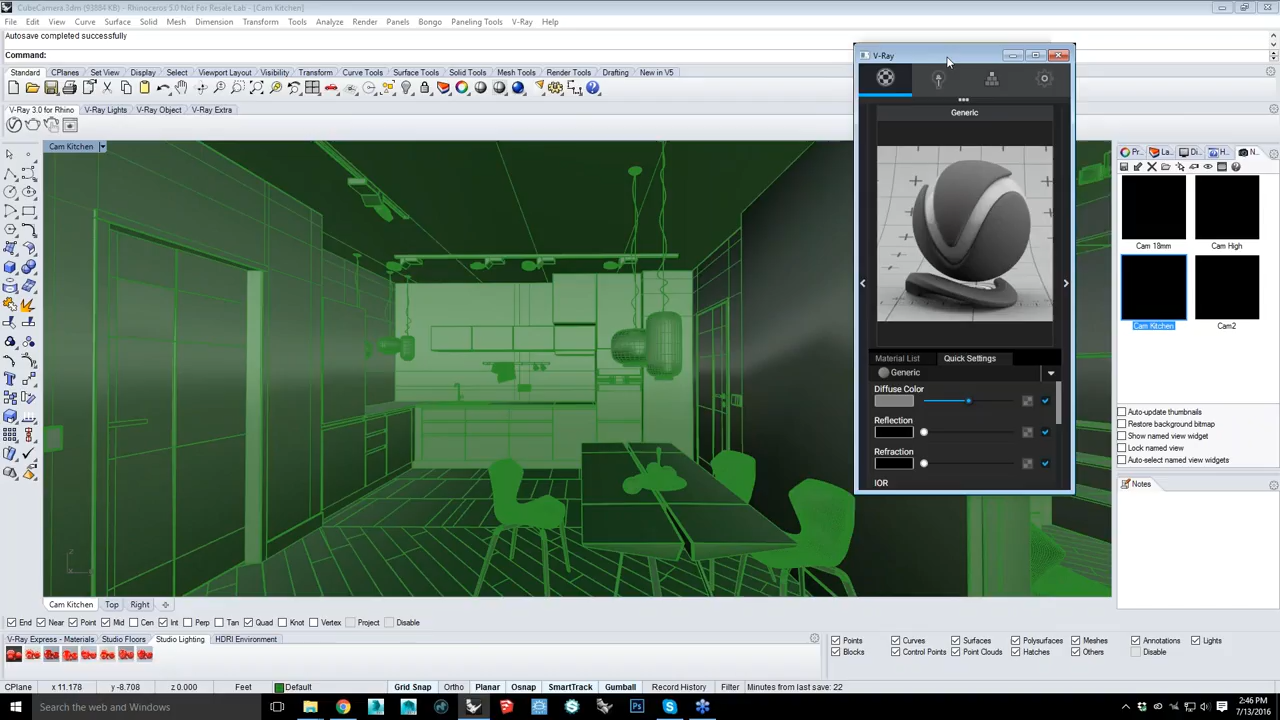 CubeCamera.3dm (93884 KB) - Rhinoceros 5.0 Not For Resale Lab - [Cam Kitchen]
File Edit View Curve Surface Solid Mesh Dimension Transform Tools Analyze Render Panels Bongo Paneling Tools V-Ray Help
Autosave completed successfully
Command:
Standard CPlanes Set View Display Select Viewport Layout Visibility Transform Curve Tools Surface Tools Solid Tools Mesh Tools Render Tools Drafting New in V5
V-Ray 3.0 for Rhino V-Ray Lights V-Ray Object V-Ray Extra
Cam Kitchen
V-Ray
Generic
Material List Quick Settings
Generic
Diffuse Color
Reflection
Refraction
IOR
Cam 18mm Cam High
Cam Kitchen Cam2
Auto-update thumbnails
Restore background bitmap
Show named view widget
Lock named view
Auto-select named view widgets
Notes
Cam Kitchen Top Right
End Near Point Mid Cen Int Perp Tan Quad Knot Vertex Project Disable
V-Ray Express - Materials Studio Floors Studio Lighting HDRI Environment
Points Curves Surfaces Polysurfaces Meshes Annotations Lights
Blocks Control Points Point Clouds Hatches Others Disable
CPlane x 11.178 y -8.708 z 0.000 Feet Default Grid Snap Ortho Planar Osnap SmartTrack Gumball Record History Filter Minutes from last save: 22
Search the web and Windows
2:46 PM
7/13/2016